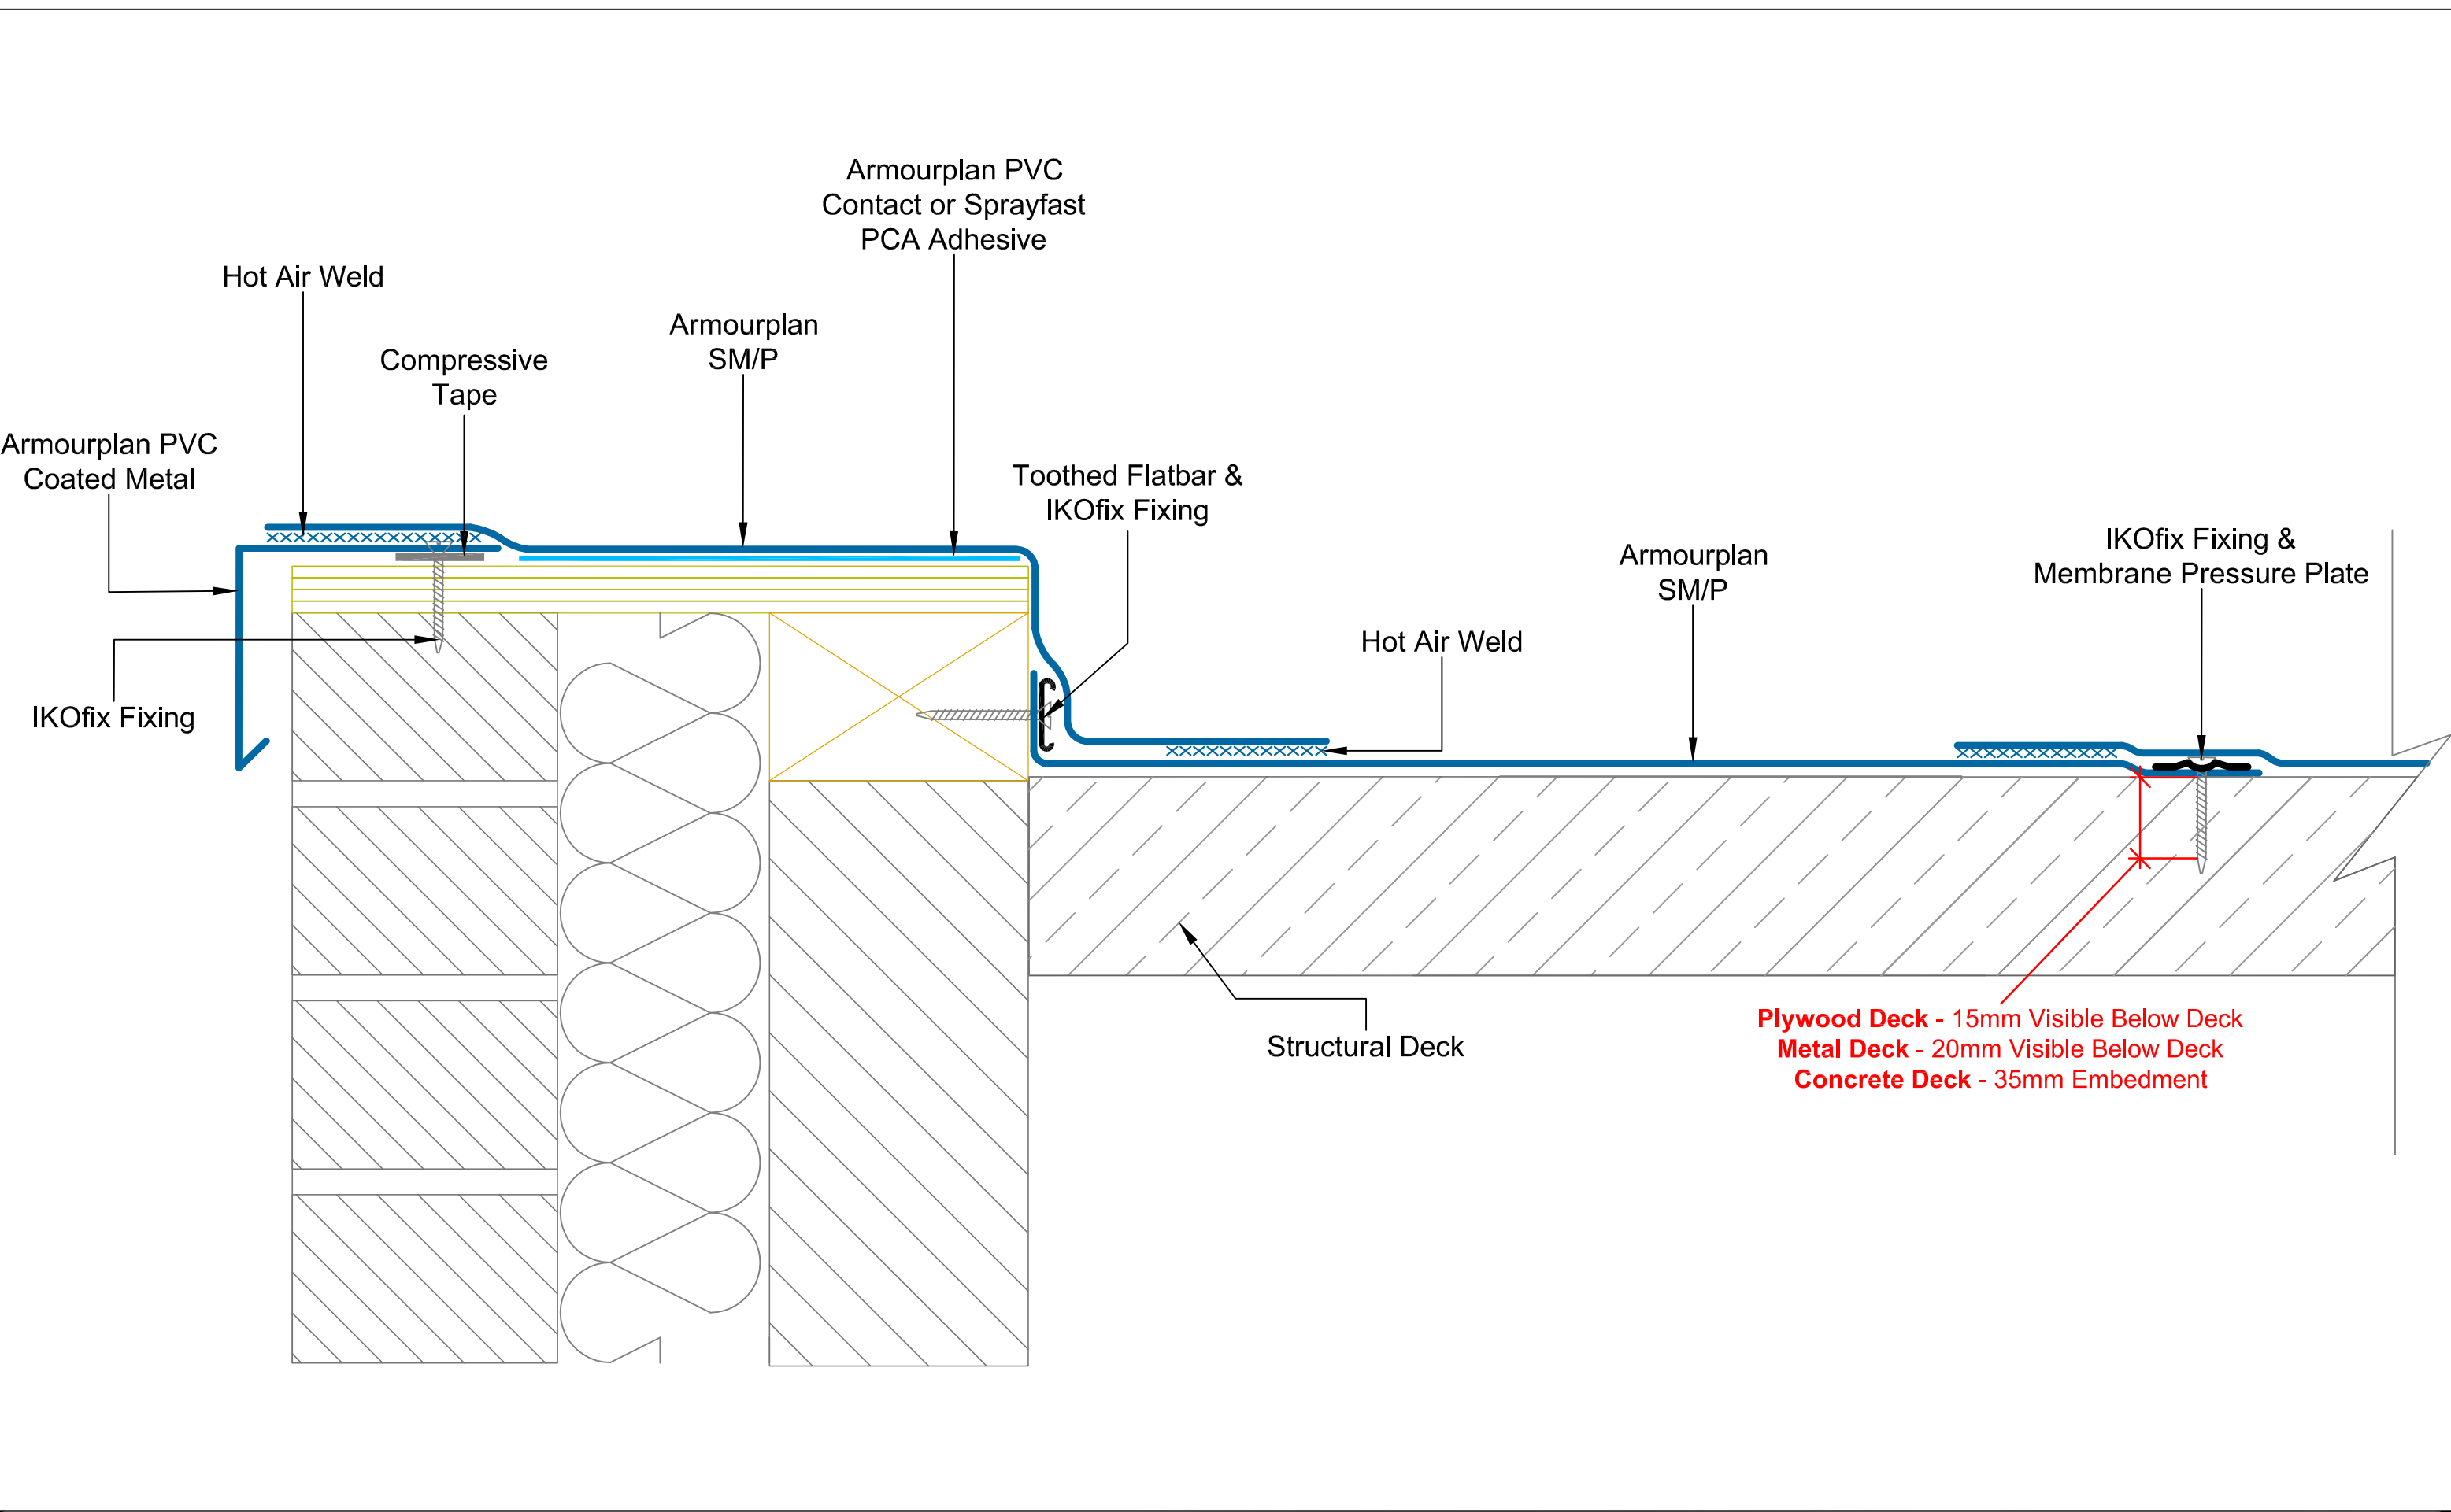 Armourplan PVC
Contact or Sprayfast
PCA Adhesive
Hot Air Weld
Armourplan
SM/P
Compressive
Tape
Armourplan PVC
Coated Metal
Toothed Flatbar &
IKOfix Fixing
IKOfix Fixing &
Membrane Pressure Plate
Armourplan
SM/P
Hot Air Weld
IKOfix Fixing
Structural Deck
Plywood Deck - 15mm Visible Below Deck
Metal Deck - 20mm Visible Below Deck
Concrete Deck - 35mm Embedment